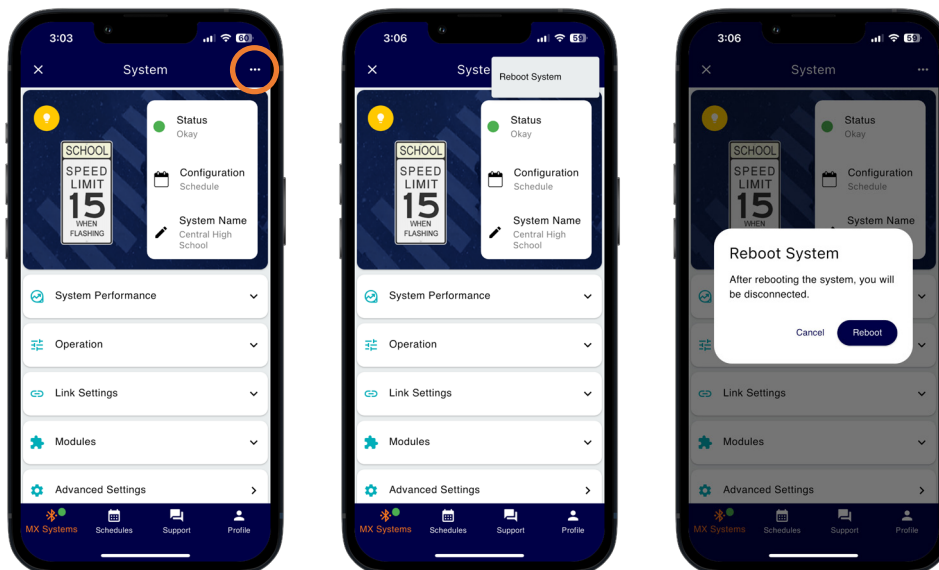 3:03
60
System
Status
Okay
SCHOOL
SPEED
LIMIT
15
WHEN
FLASHING
Configuration
Schedule
System Name
Central High
School
System Performance
Operation
Link Settings
Modules
Advanced Settings
MX Systems
Schedules
Support
Profile
3:06
59
Syste
Reboot System
Status
Okay
SCHOOL
SPEED
LIMIT
15
WHEN
FLASHING
Configuration
Schedule
System Name
Central High
School
System Performance
Operation
Link Settings
Modules
Advanced Settings
MX Systems
Schedules
Support
Profile
3:06
59
System
Status
Okay
SCHOOL
SPEED
LIMIT
15
Configuration
Schedule
System Name
Reboot System
After rebooting the system, you will
be disconnected.
Cancel
Reboot
Link Settings
Modules
Advanced Settings
MX Systems
Schedules
Support
Profile